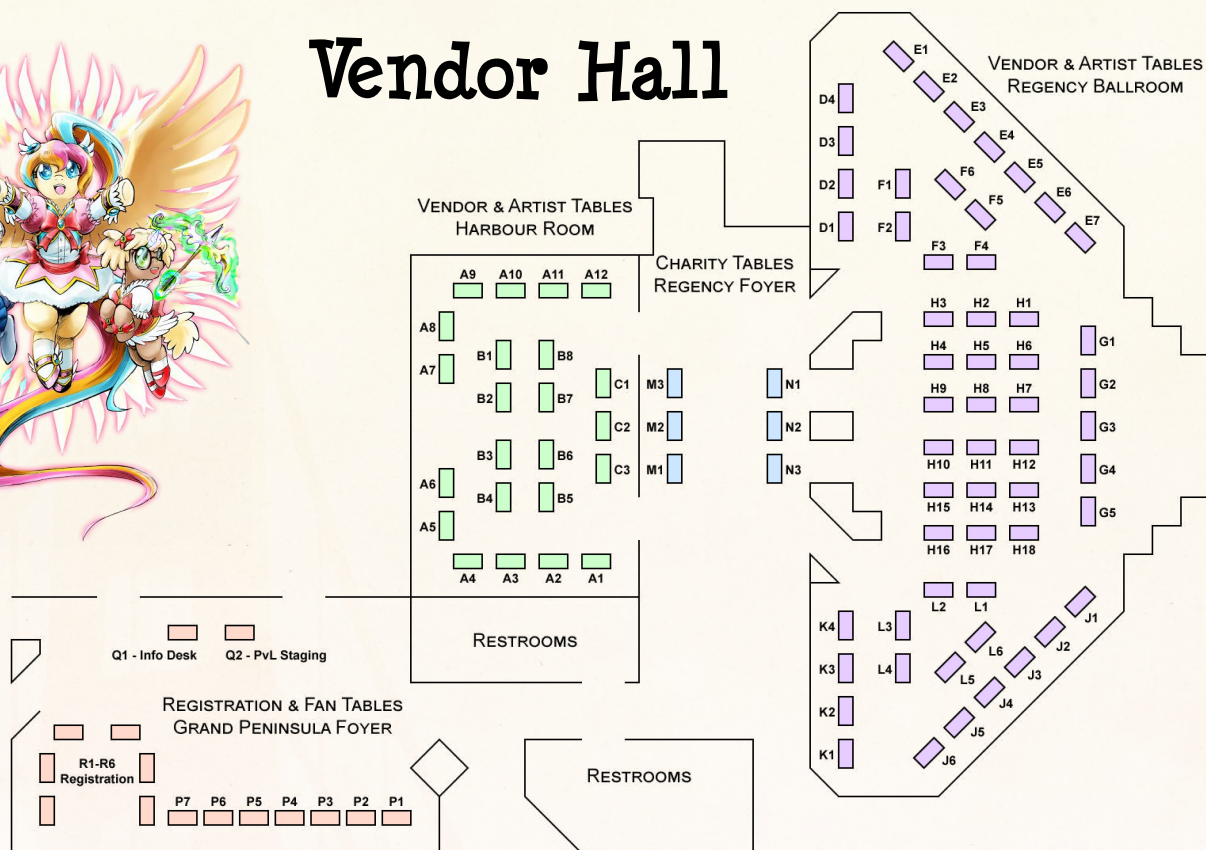 Vendor Hall
VENDOR & ARTIST TABLES
REGENCY BALLROOM
E1
E2
E3
E4
E5
E6
E7
D4
D3
D2
D1
F1
F2
F6
F5
F3
F4
VENDOR & ARTIST TABLES
HARBOUR ROOM
CHARITY TABLES
REGENCY FOYER
A9 A10 A11 A12
A8
A7
B1 B8
B2 B7
B3 B6
B4 B5
A6
A5
A4 A3 A2 A1
C1
C2
C3
M3 N1
M2 N2
M1 N3
H3 H2 H1
H4 H5 H6
H9 H8 H7
H10 H11 H12
H15 H14 H13
H16 H17 H18
G1
G2
G3
G4
G5
L2 L1
K4 L3
K3 L4
K2
K1
L6
L5
J1
J2
J3
J4
J5
J6
RESTROOMS
Q1 - Info Desk Q2 - PvL Staging
REGISTRATION & FAN TABLES
GRAND PENINSULA FOYER
R1-R6
Registration
P7 P6 P5 P4 P3 P2 P1
RESTROOMS